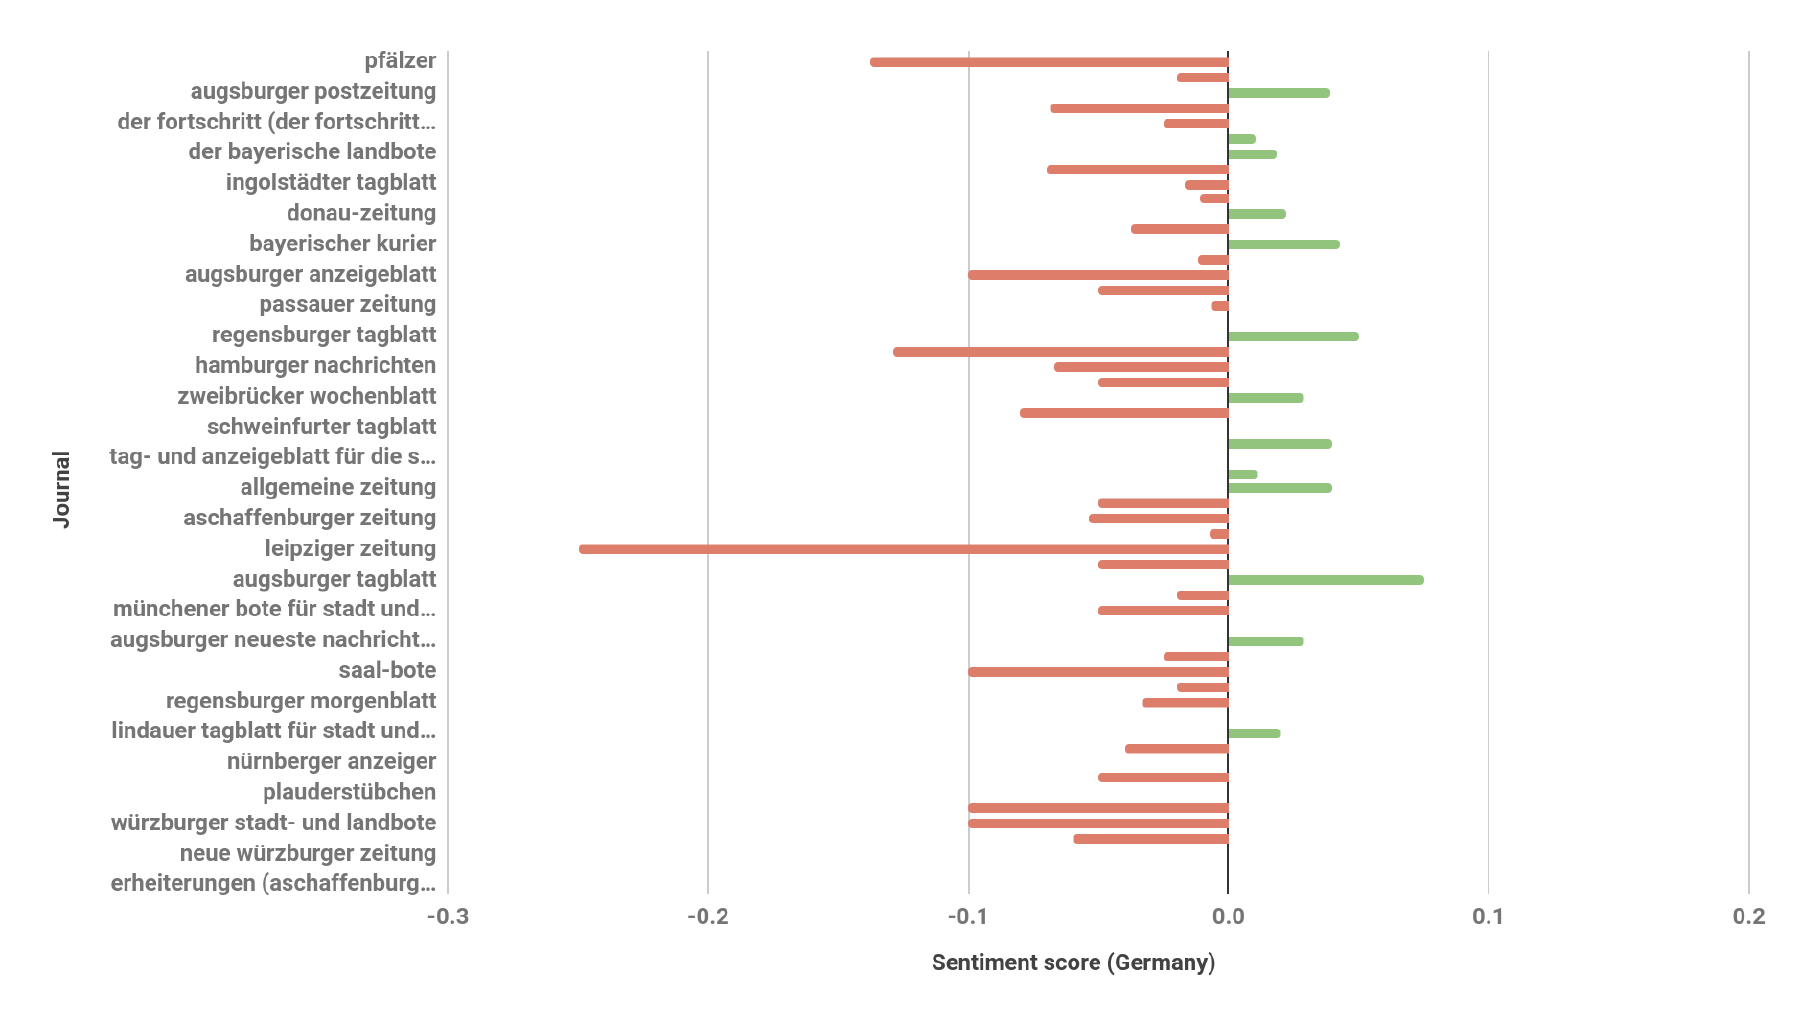 pfälzer
augsburger postzeitung
der fortschritt (der fortschritt…
der bayerische landbote
ingolstädter tagblatt
donau-zeitung
bayerischer kurier
augsburger anzeigeblatt
passauer zeitung
regensburger tagblatt
hamburger nachrichten
zweibrücker wochenblatt
schweinfurter tagblatt
tag- und anzeigeblatt für die s…
allgemeine zeitung
aschaffenburger zeitung
leipziger zeitung
augsburger tagblatt
münchener bote für stadt und…
augsburger neueste nachricht…
saal-bote
regensburger morgenblatt
lindauer tagblatt für stadt und…
nürnberger anzeiger
plauderstübchen
würzburger stadt- und landbote
neue würzburger zeitung
erheiterungen (aschaffenburg…
Journal
-0.3 -0.2 -0.1 0.0 0.1 0.2
Sentiment score (Germany)